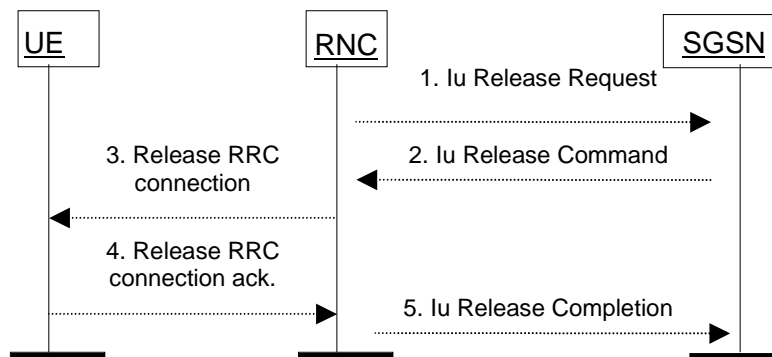 UE
RNC
SGSN
1. Iu Release Request
3. Release RRC
connection
2. Iu Release Command
4. Release RRC
connection ack.
5. Iu Release Completion